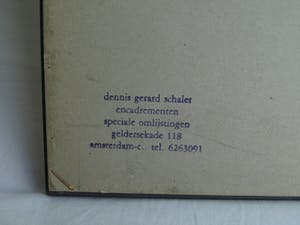 dennis gerard schaler
encadrementen
speciale omlijstingen
geldersekade 118
amsterdam-c. tel. 6263091